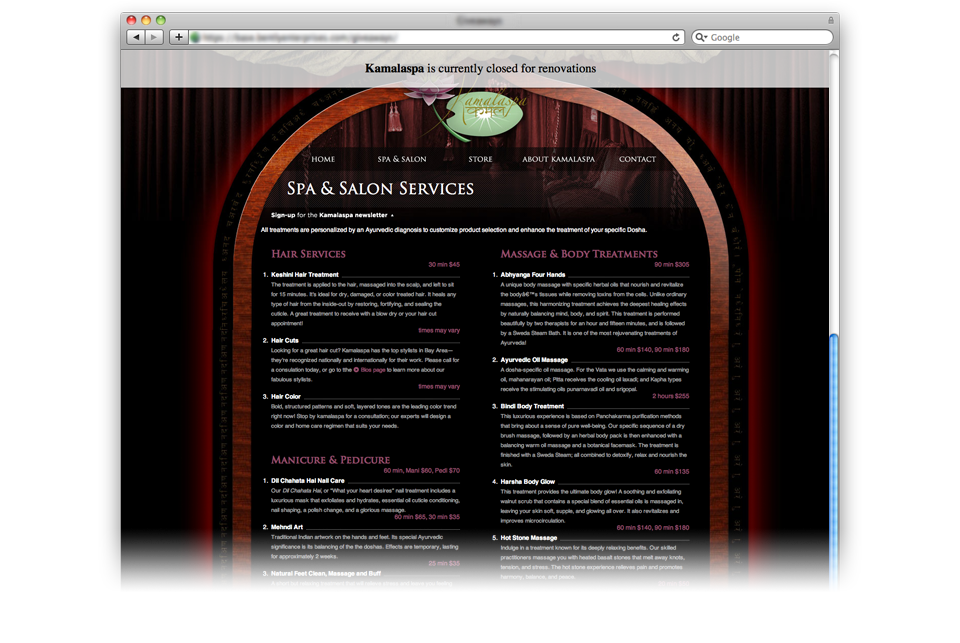 Google
Kamalaspa is currently closed for renovations
Kamalaspa
HOME
SPA & SALON
STORE
ABOUT KAMALASPA
CONTACT
Spa & Salon Services
Sign-up for the Kamalaspa newsletter
All treatments are personalized by an Ayurvedic diagnosis to customize product selection and enhance the treatment of your specific Dosha.
Hair Services
30 min $45
1. Keshini Hair Treatment
The treatment is applied to the hair, massaged into the scalp, and left to sit
for 15 minutes. It's ideal for dry, damaged, or color treated hair. It heals any
type of hair from the inside-out by restoring, fortifying, and sealing the
cuticle. A great treatment to receive with a blow dry or your hair cut
appointment!
times may vary
2. Hair Cuts
Looking for a great hair cut? Kamalaspa has the top stylists in Bay Area—
they're recognized nationally and internationally for their work. Please call for
a consulation today, or go to tthe Bios page to learn more about our
fabulous stylists.
times may vary
3. Hair Color
Bold, structured patterns and soft, layered tones are the leading color trend
right now! Stop by kamalaspa for a consultation; our experts will design a
color and home care regimen that suits your needs.
Manicure & Pedicure
60 min, Mani $60, Pedi $70
1. Dil Chahata Hai Nail Care
Our Dil Chahata Hai, or "What your heart desires" nail treatment includes a
luxurious mask that exfoliates and hydrates, essential oil cuticle conditioning,
nail shaping, a polish change, and a glorious massage.
60 min $65, 30 min $35
2. Mehndi Art
Traditional Indian artwork on the hands and feet. Its special Ayurvedic
significance is its balancing of the the doshas. Effects are temporary, lasting
for approximately 2 weeks.
25 min $35
3. Natural Feet Clean, Massage and Buff
Massage & Body Treatments
90 min $305
1. Abhyanga Four Hands
A unique body massage with specific herbal oils that nourish and revitalize
the bodyâ€™s tissues while removing toxins from the cells. Unlike ordinary
massages, this harmonizing treatment achieves the deepest healing effects
by naturally balancing mind, body, and spirit. This treatment is performed
beautifully by two therapists for an hour and fifteen minutes, and is followed
by a Sweda Steam Bath. It is one of the most rejuvenating treatments of
Ayurveda!
60 min $140, 90 min $180
2. Ayurvedic Oil Massage
A dosha-specific oil massage. For the Vata we use the calming and warming
oil, mahanarayan oil; Pitta receives the cooling oil laxadi; and Kapha types
receive the stimulating oils punarnavadi oil and srigopal.
2 hours $255
3. Bindi Body Treatment
This luxurious experience is based on Panchakarma purification methods
that bring about a sense of pure well-being. Our specific sequence of a dry
brush massage, followed by an herbal body pack is then enhanced with a
balancing warm oil massage and a botanical facemask. The treatment is
finished with a Sweda Steam; all combined to detoxify, relax and nourish the
skin.
60 min $135
4. Harsha Body Glow
This treatment provides the ultimate body glow! A soothing and exfoliating
walnut scrub that contains a special blend of essential oils is massaged in,
leaving your skin soft, supple, and glowing all over. It also revitalizes and
improves microcirculation.
60 min $140, 90 min $180
5. Hot Stone Massage
Indulge in a treatment known for its deeply relaxing benefits. Our skilled
practitioners massage you with heated basalt stones that melt away knots,
tension, and stress. The hot stone experience relieves pain and promotes
harmony, balance, and peace.